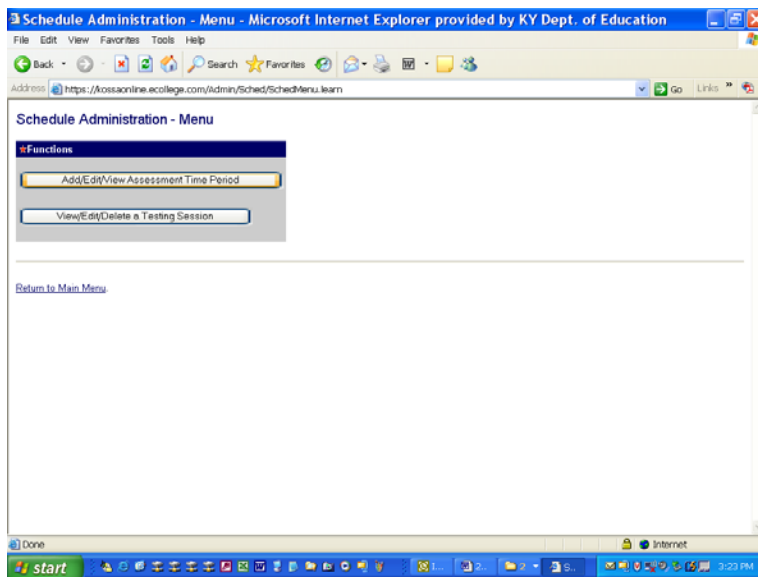 Schedule Administration - Menu - Microsoft Internet Explorer provided by KY Dept. of Education
File Edit View Favorites Tools Help
Back Search Favorites
Address https://kossaonline.ecollege.com/Admin/Sched/SchedMenu.learn Go Links »
Schedule Administration - Menu
Functions
Add/Edit/View Assessment Time Period
View/Edit/Delete a Testing Session
Return to Main Menu.
Done Internet
start 2.. 2 S.. 3:23 PM